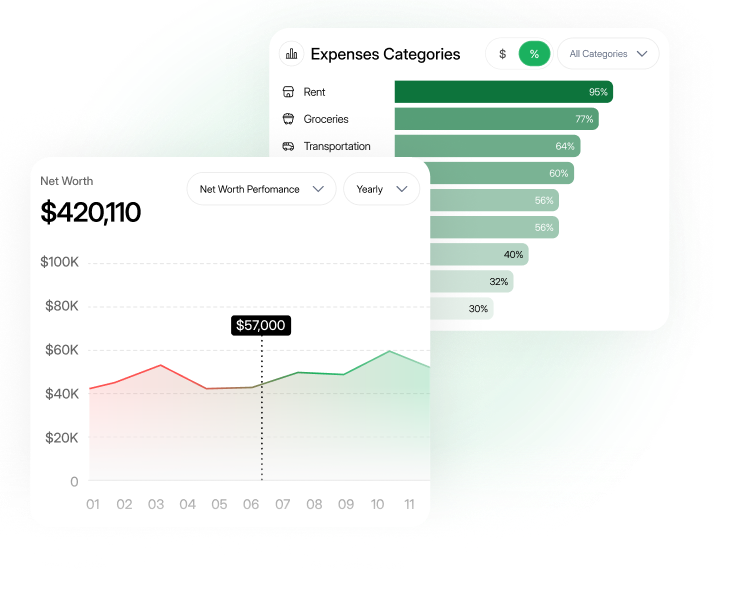 Expenses Categories
$
%
All Categories
Rent
95%
Groceries
77%
Transportation
64%
60%
56%
56%
40%
32%
30%
Net Worth
$420,110
Net Worth Perfomance
Yearly
$100K
$80K
$57,000
$60K
$40K
$20K
0
01 02 03 04 05 06 07 08 09 10 11